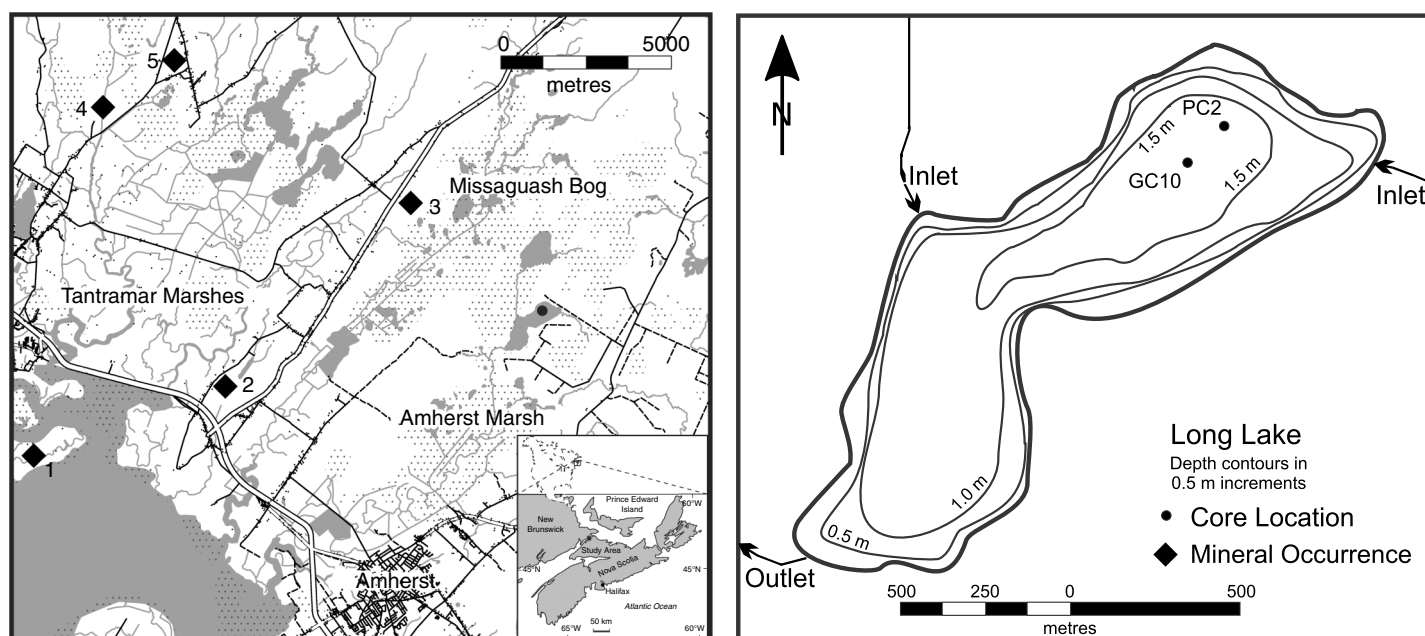 0 5000
metres
5
4
Missaguash Bog
3
Tantramar Marshes
2
Amherst Marsh
1
Amherst
Prince Edward
Island
60°W
New
Brunswick
Study Area
45°N
Nova Scotia
45°N
Halifax
Atlantic Ocean
65°W
50 km
60°W
N
PC2
1.5 m
GC10
1.5 m
Inlet
Inlet
1.0 m
0.5 m
Outlet
Long Lake
Depth contours in
0.5 m increments
Core Location
Mineral Occurrence
500 250 0 500
metres